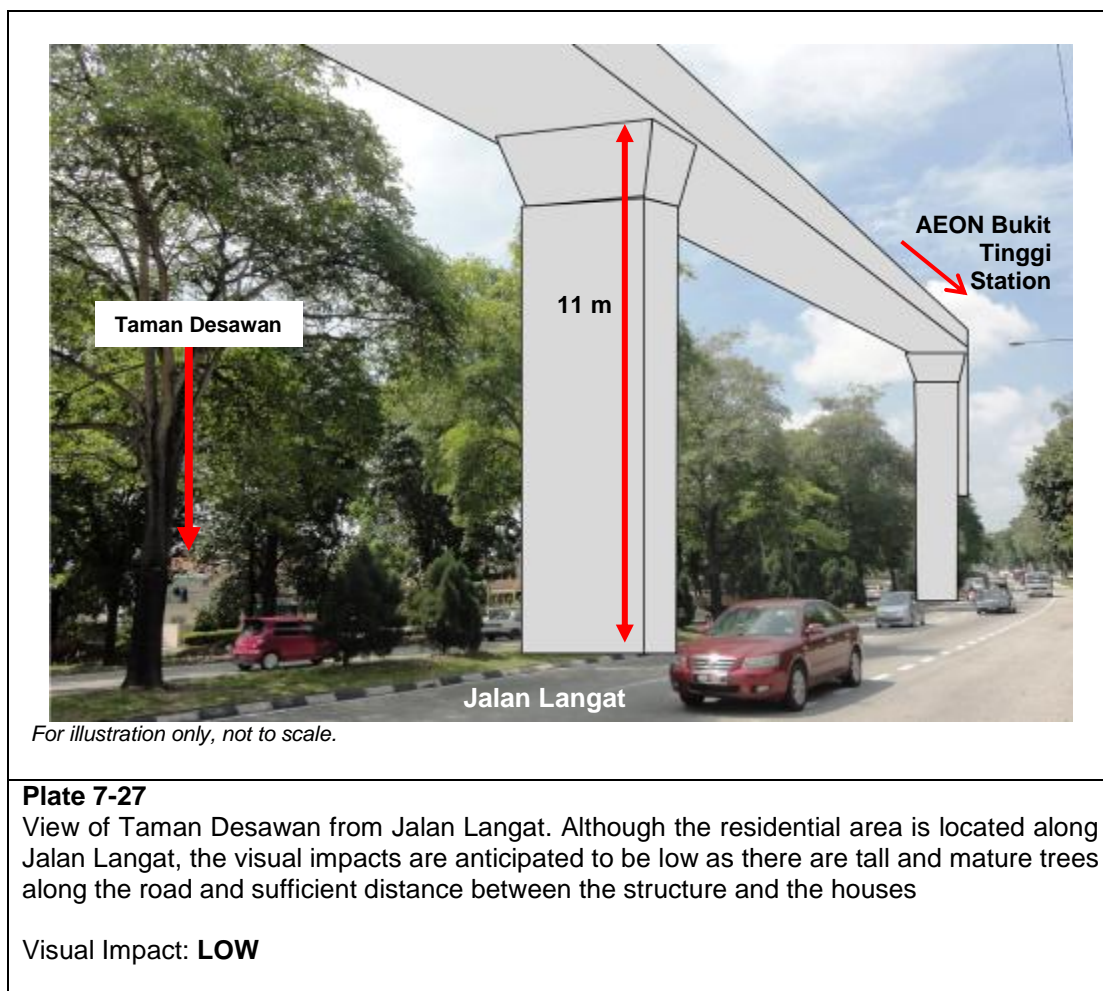 AEON Bukit
Tinggi
Station
11 m
Taman Desawan
Jalan Langat
For illustration only, not to scale.
Plate 7-27
View of Taman Desawan from Jalan Langat. Although the residential area is located along
Jalan Langat, the visual impacts are anticipated to be low as there are tall and mature trees
along the road and sufficient distance between the structure and the houses
Visual Impact: LOW